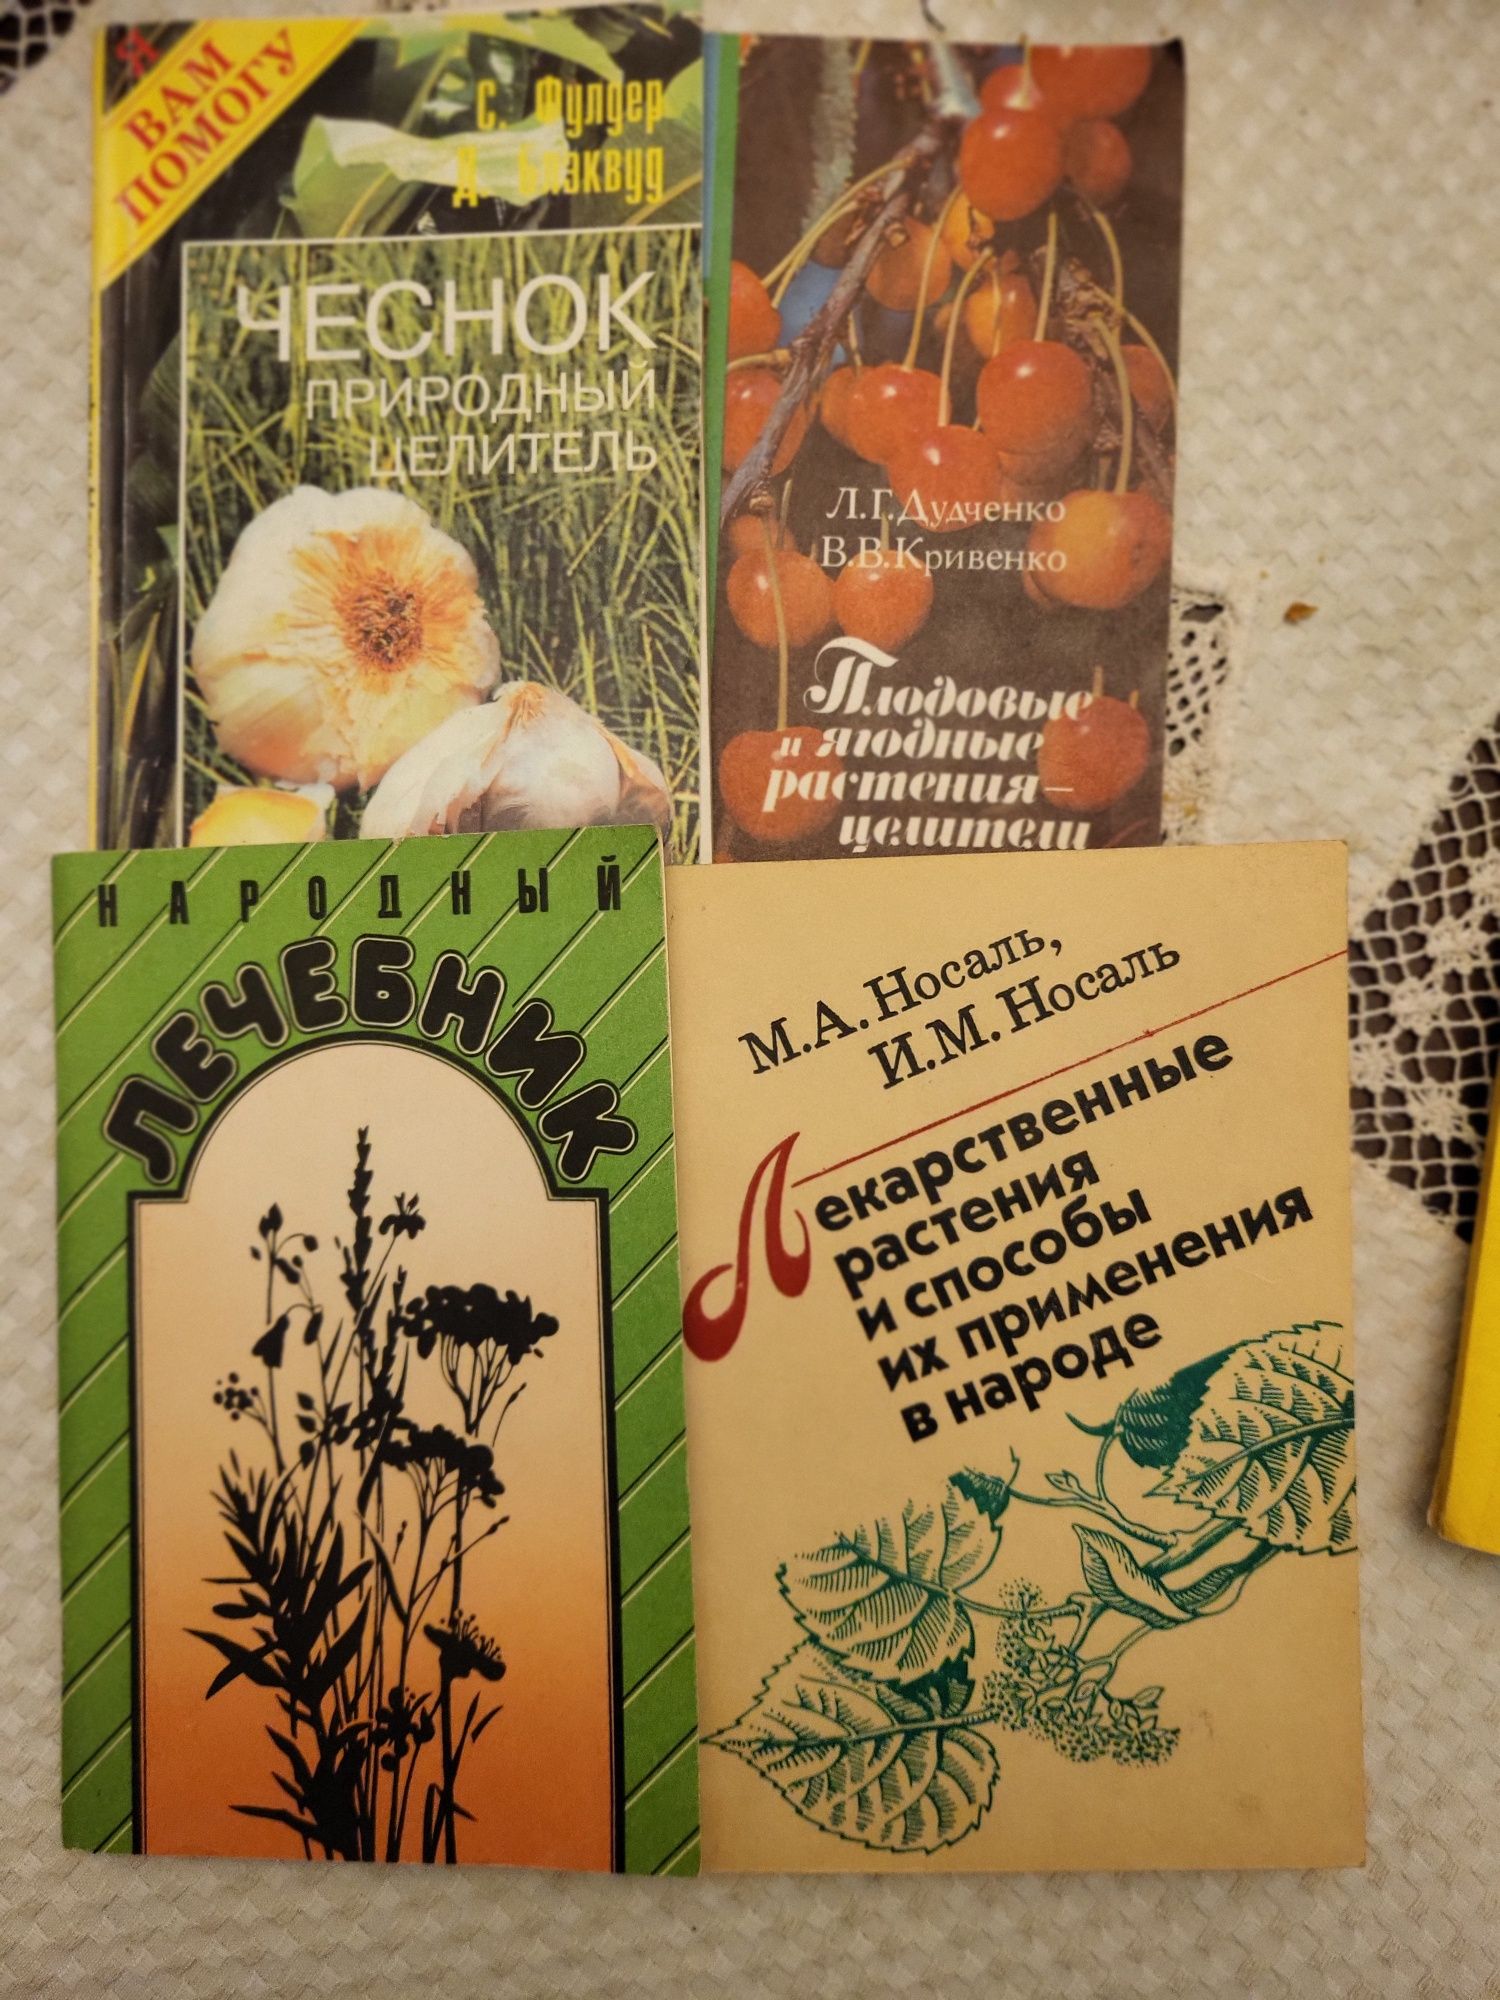 Я
ВАМ
ПОМОГУ
С. Фулдер
Д. Блэквуд
ЧЕСНОК
ПРИРОДНЫЙ
ЦЕЛИТЕЛЬ
Л.Г.Дудченко
В.В.Кривенко
Плодовые
и ягодные
растения–
целители
НАРОДНЫЙ
ЛЕЧЕБНИК
М.А.Носаль,
И.М.Носаль
Лекарственные
растения
и способы
их применения
в народе